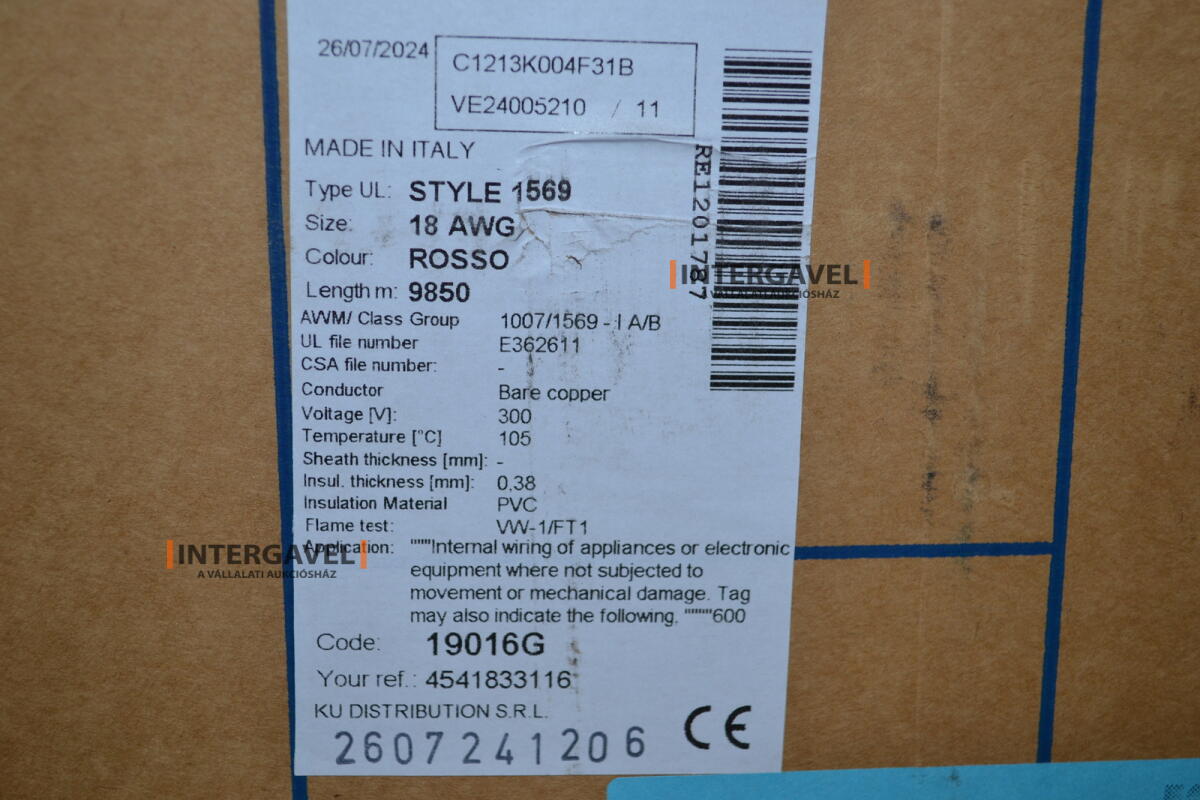 26/07/2024
C1213K004F31B
VE24005210 / 11
MADE IN ITALY
RE1201787
Type UL: STYLE 1569
Size: 18 AWG
Colour: ROSSO
Length m: 9850
AWM/ Class Group 1007/1569 - I A/B
UL file number E362611
CSA file number: -
Conductor Bare copper
Voltage [V]: 300
Temperature [°C] 105
Sheath thickness [mm]: -
Insul. thickness [mm]: 0,38
Insulation Material PVC
Flame test: VW-1/FT1
Application: """Internal wiring of appliances or electronic
equipment where not subjected to
movement or mechanical damage. Tag
may also indicate the following. """"600
Code: 19016G
Your ref.: 4541833116
KU DISTRIBUTION S.R.L.
2607241206
CE
INTERGAVEL
A VÁLLALATI AUKCIÓSHÁZ
INTERGAVEL
A VÁLLALATI AUKCIÓSHÁZ